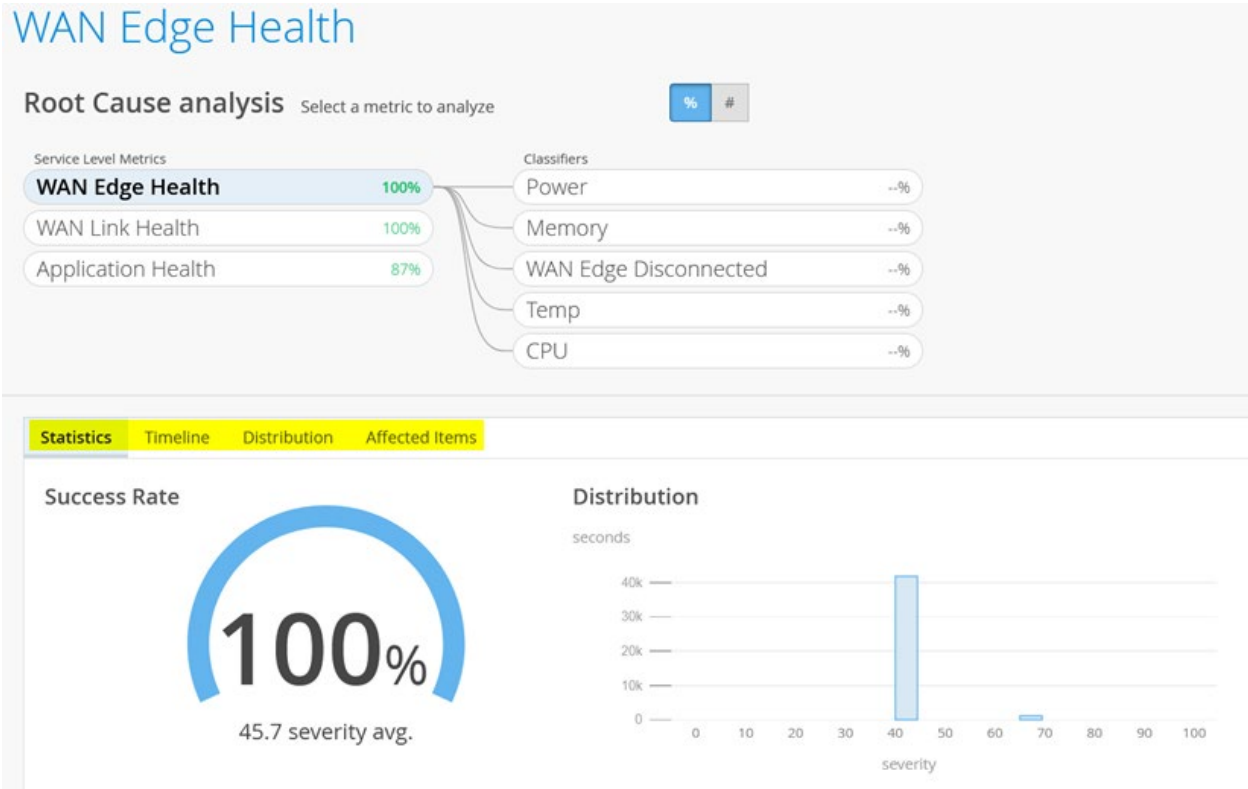 WAN Edge Health
Root Cause analysis Select a metric to analyze % #
Service Level Metrics
WAN Edge Health 100%
WAN Link Health 100%
Application Health 87%
Classifiers
Power --%
Memory --%
WAN Edge Disconnected --%
Temp --%
CPU --%
Statistics Timeline Distribution Affected Items
Success Rate
100%
45.7 severity avg.
Distribution
seconds
40k
30k
20k
10k
0
0 10 20 30 40 50 60 70 80 90 100
severity